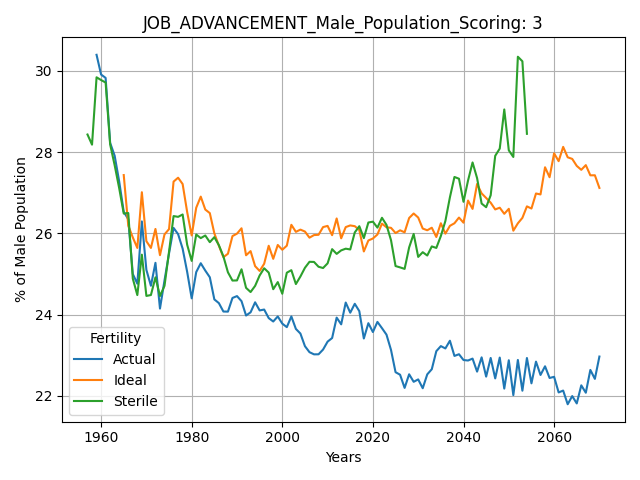 JOB_ADVANCEMENT_Male_Population_Scoring: 3
% of Male Population
30
28
26
24
22
Fertility
Actual
Ideal
Sterile
1960 1980 2000 2020 2040 2060
Years